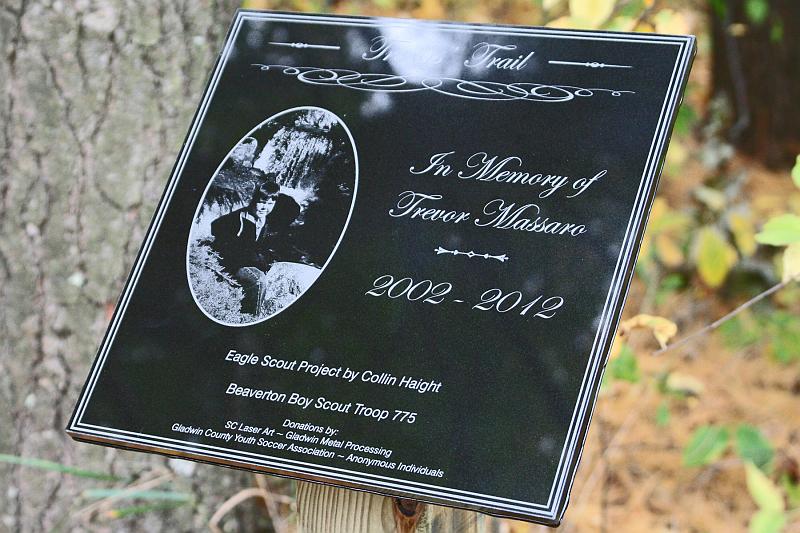 Trail
In Memory of
Trevor Massaro
2002 - 2012
Eagle Scout Project by Collin Haight
Beaverton Boy Scout Troop 775
Donations by:
SC Laser Art ~ Gladwin Metal Processing
Gladwin County Youth Soccer Association ~ Anonymous Individuals